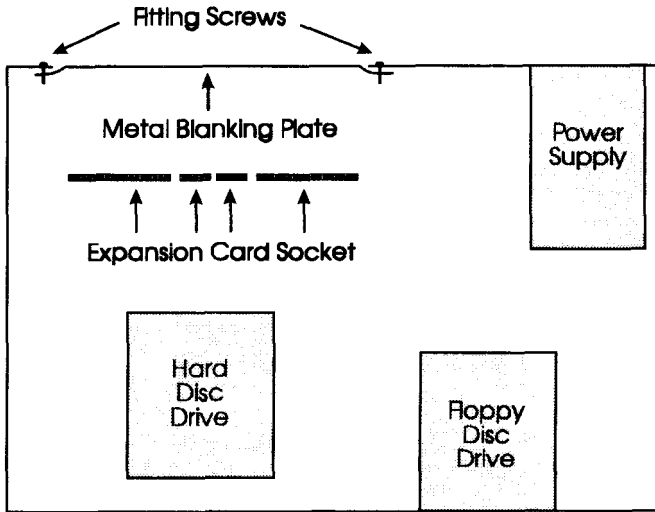 Fitting Screws
Metal Blanking Plate
Power
Supply
Expansion Card Socket
Hard
Disc
Drive
Floppy
Disc
Drive